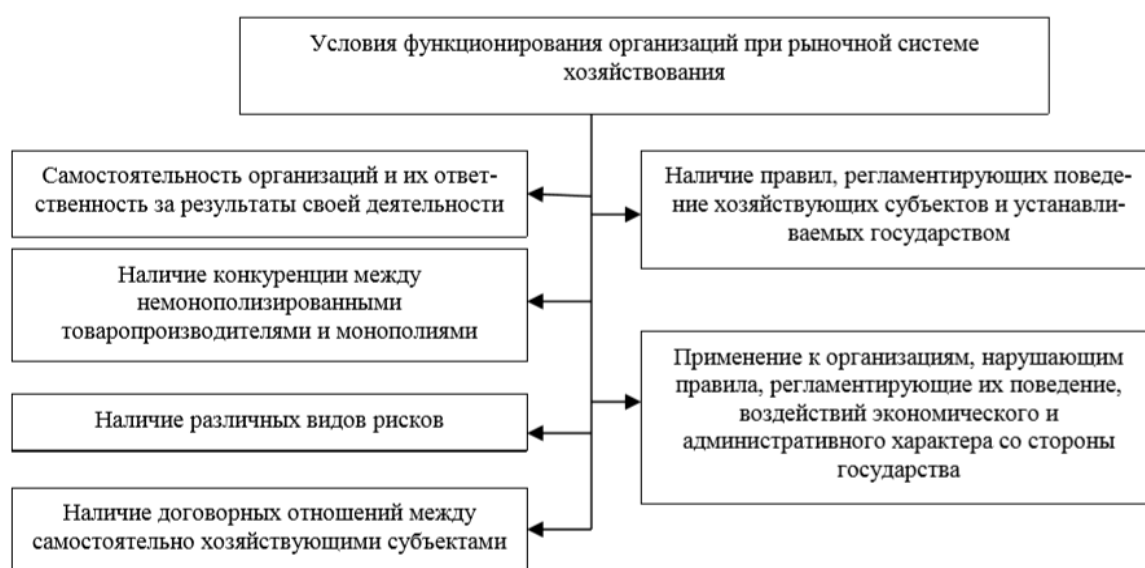 Условия функционирования организаций при рыночной системе
хозяйствования
Самостоятельность организаций и их ответ-
ственность за результаты своей деятельности
Наличие конкуренции между
немонополизированными
товаропроизводителями и монополиями
Наличие различных видов рисков
Наличие договорных отношений между
самостоятельно хозяйствующими субъектами
Наличие правил, регламентирующих поведе-
ние хозяйствующих субъектов и устанавли-
ваемых государством
Применение к организациям, нарушающим
правила, регламентирующие их поведение,
воздействий экономического и
административного характера со стороны
государства